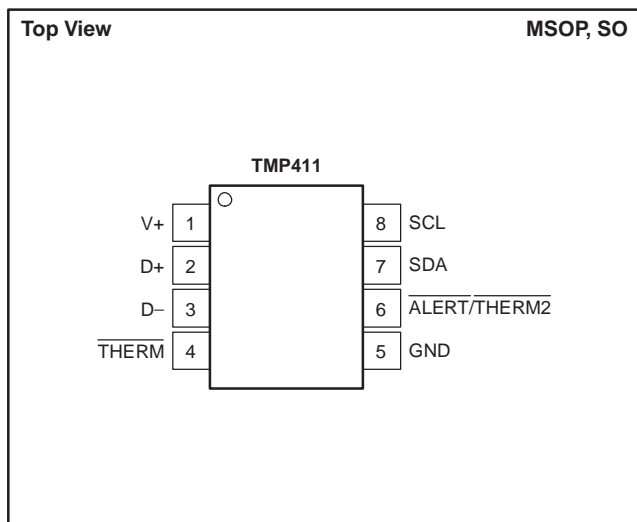 Top View MSOP, SO
TMP411
V+ 1 8 SCL
D+ 2 7 SDA
D− 3 6 ALERT/THERM2
THERM 4 5 GND